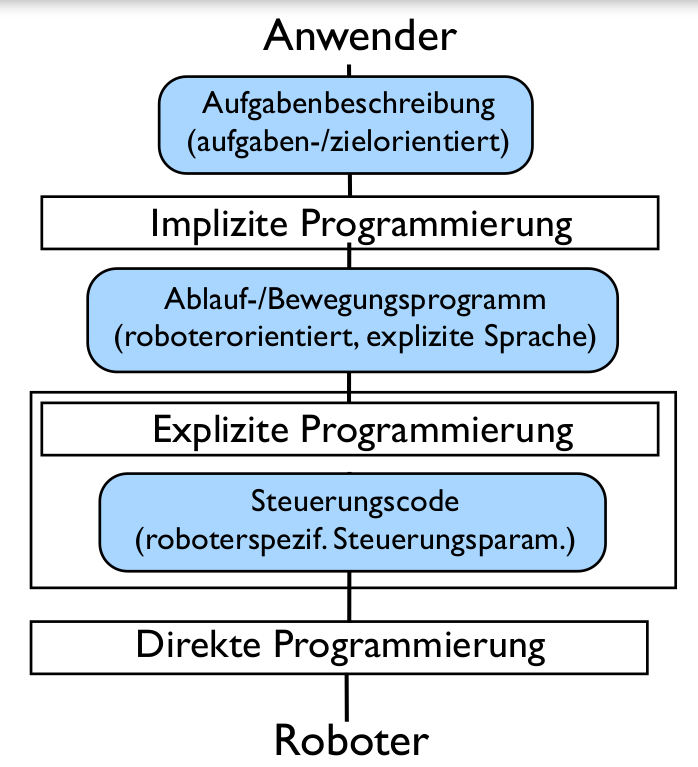 Anwender
Aufgabenbeschreibung
(aufgaben-/zielorientiert)
Implizite Programmierung
Ablauf-/Bewegungsprogramm
(roboterorientiert, explizite Sprache)
Explizite Programmierung
Steuerungscode
(roboterspezif. Steuerungsparam.)
Direkte Programmierung
Roboter